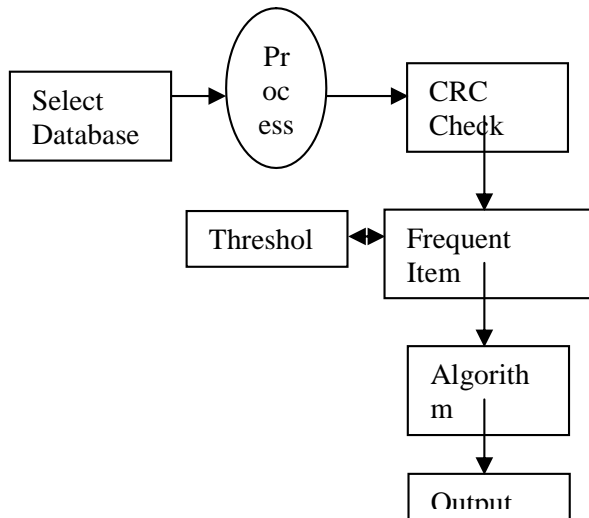 Select
Database
Pr
oc
ess
CRC
Check
Threshol
Frequent
Item
Algorith
m
Output